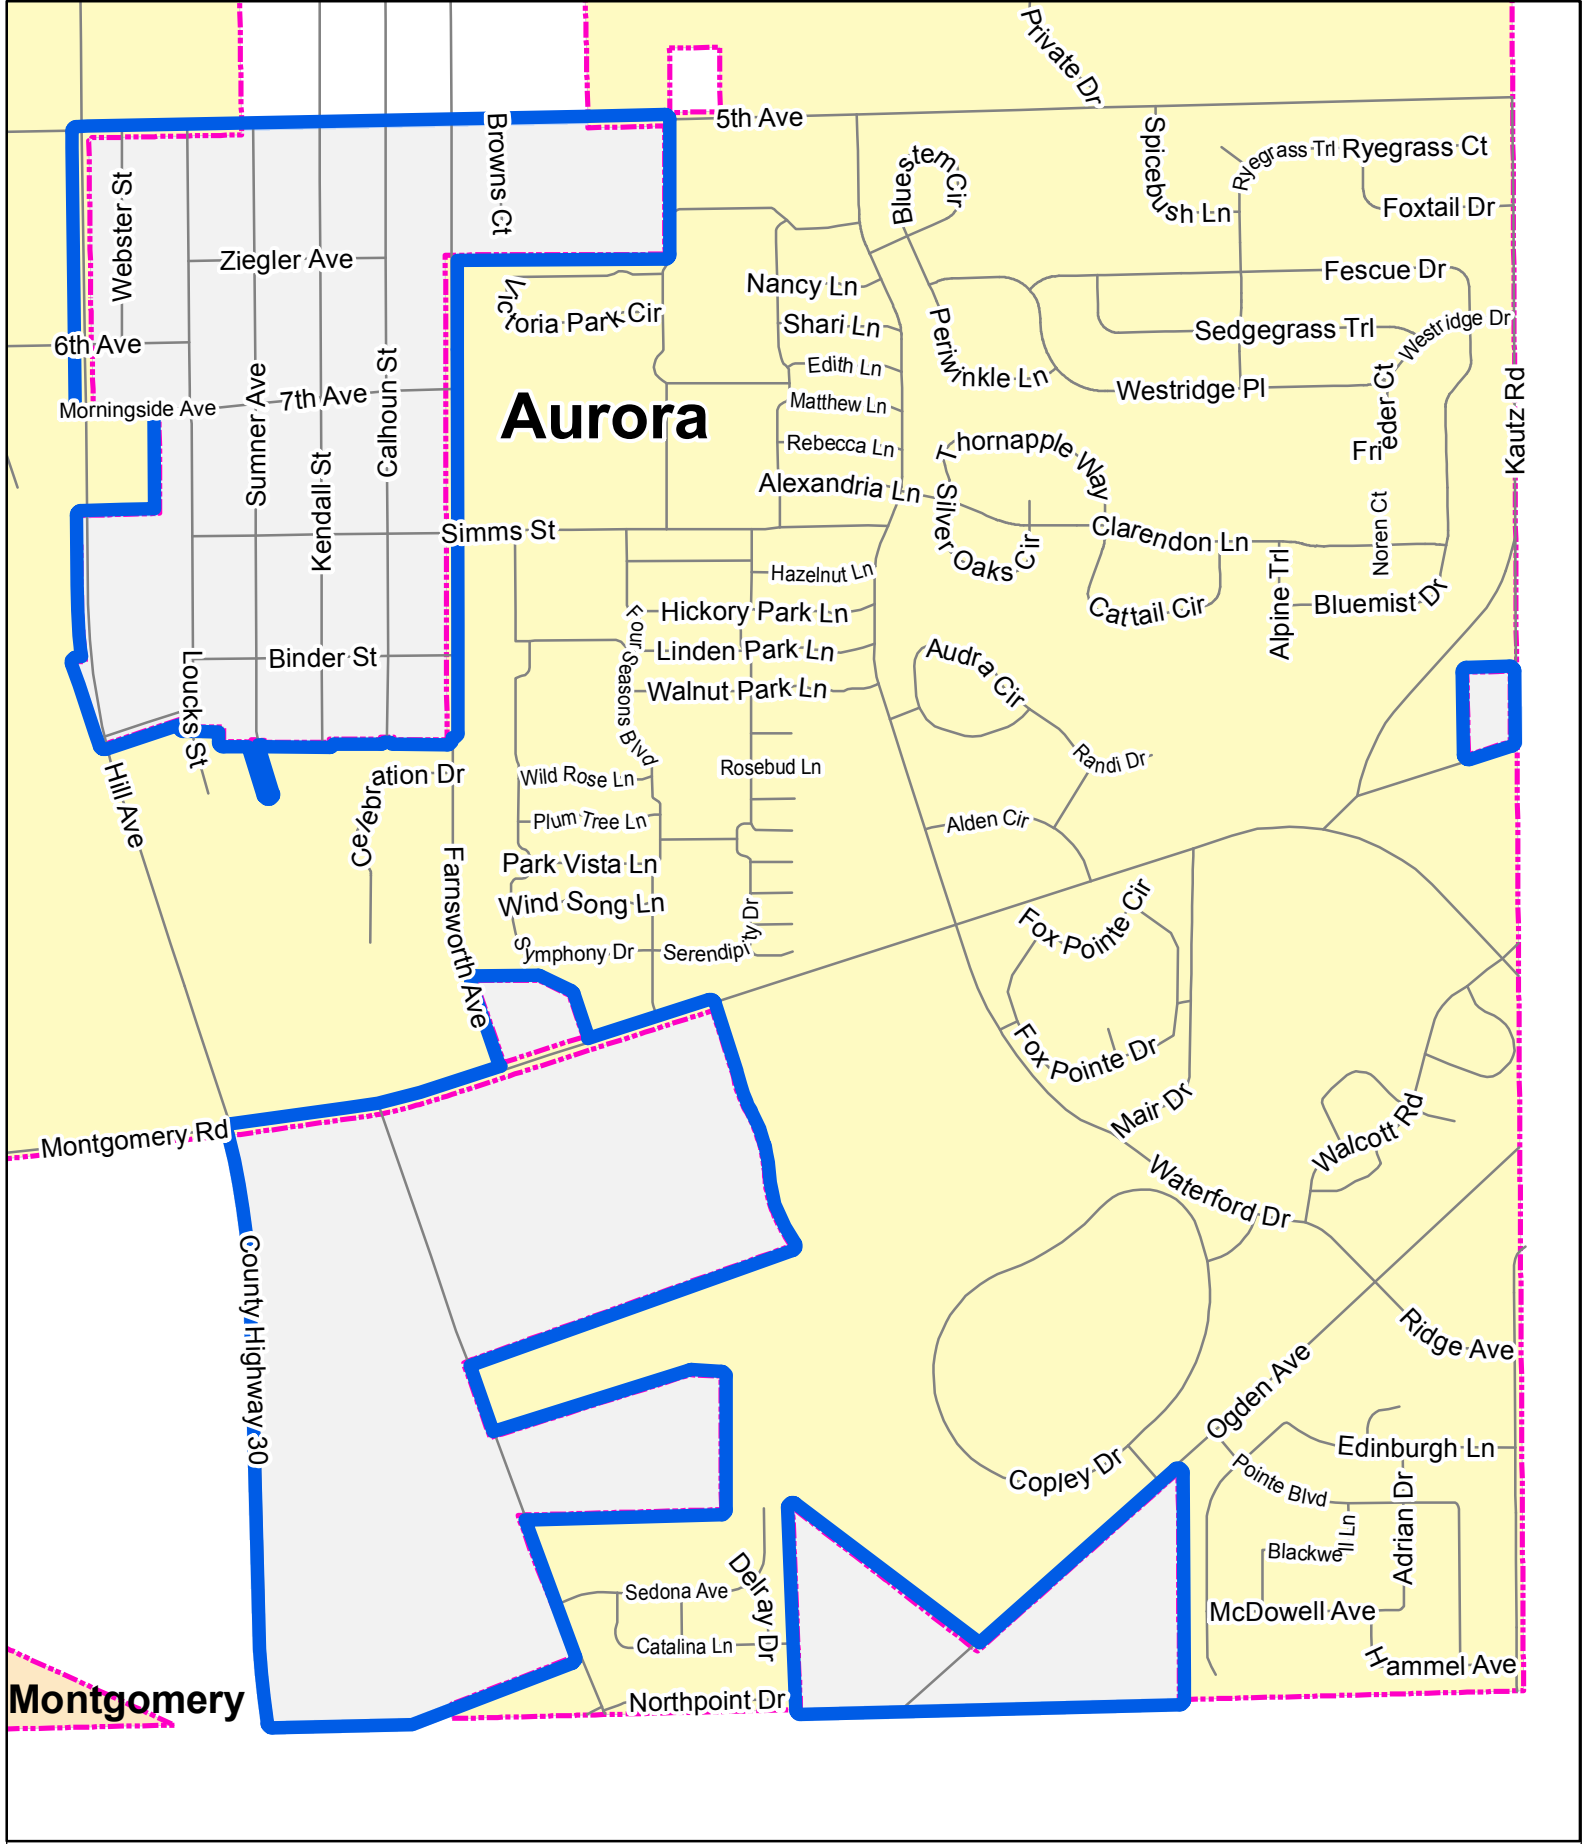 Private Dr
5th Ave
Browns Ct
Spicebush Ln
Ryegrass Trl
Ryegrass Ct
Bluestem Cir
Foxtail Dr
Webster St
Ziegler Ave
Fescue Dr
Nancy Ln
Victoria Park Cir
Shari Ln
Periwinkle Ln
Sedgegrass Trl
Westridge Dr
6th Ave
Edith Ln
Westridge Pl
7th Ave
Morningside Ave
Sumner Ave
Calhoun St
Kendall St
Aurora
Matthew Ln
Rebecca Ln
Thornapple Way
Frieder Ct
Kautz Rd
Alexandria Ln
Silver Oaks Cir
Simms St
Clarendon Ln
Noren Ct
Hazelnut Ln
Alpine Trl
Bluemist Dr
Cattail Cir
Hickory Park Ln
Four Seasons Blvd
Linden Park Ln
Binder St
Loucks St
Walnut Park Ln
Audra Cir
Randi Dr
Rosebud Ln
Wild Rose Ln
Celebration Dr
Hill Ave
Plum Tree Ln
Alden Cir
Park Vista Ln
Farnsworth Ave
Wind Song Ln
Fox Pointe Cir
Symphony Dr
Serendipity Dr
Fox Pointe Dr
Mair Dr
Walcott Rd
Montgomery Rd
Waterford Dr
County Highway 30
Ridge Ave
Ogden Ave
Edinburgh Ln
Copley Dr
Pointe Blvd
Adrian Dr
Blackwell Ln
Delray Dr
Sedona Ave
McDowell Ave
Catalina Ln
Hammel Ave
Northpoint Dr
Montgomery